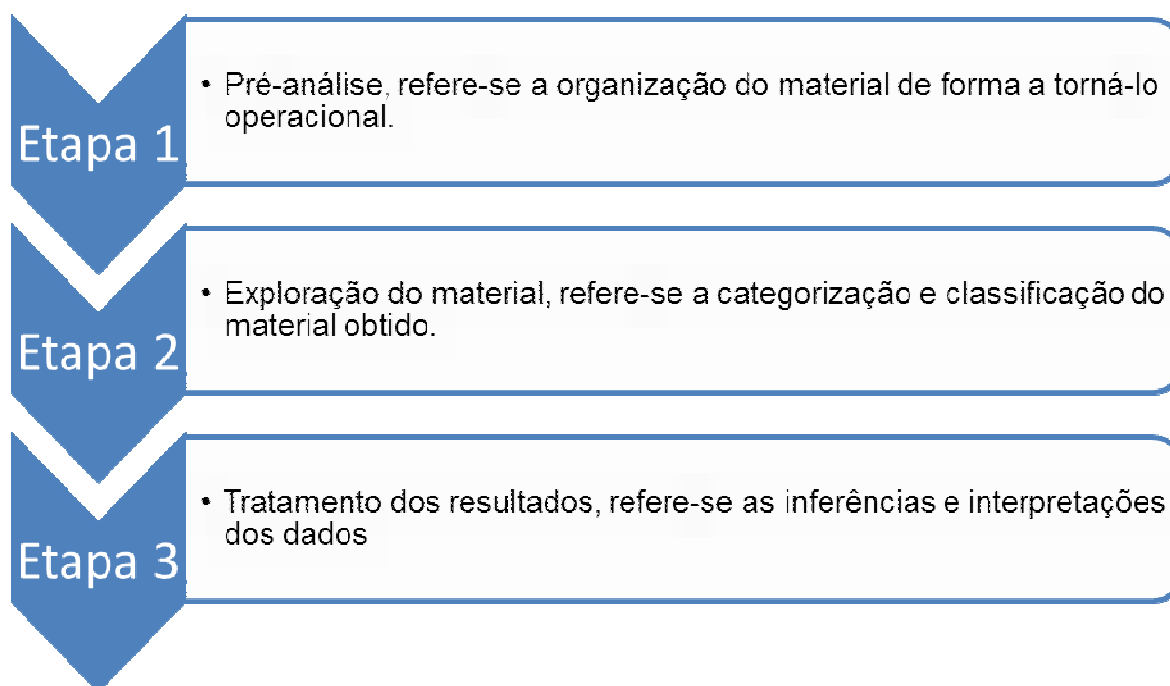 Etapa 1
• Pré-análise, refere-se a organização do material de forma a torná-lo
operacional.
Etapa 2
• Exploração do material, refere-se a categorização e classificação do
material obtido.
Etapa 3
• Tratamento dos resultados, refere-se as inferências e interpretações
dos dados